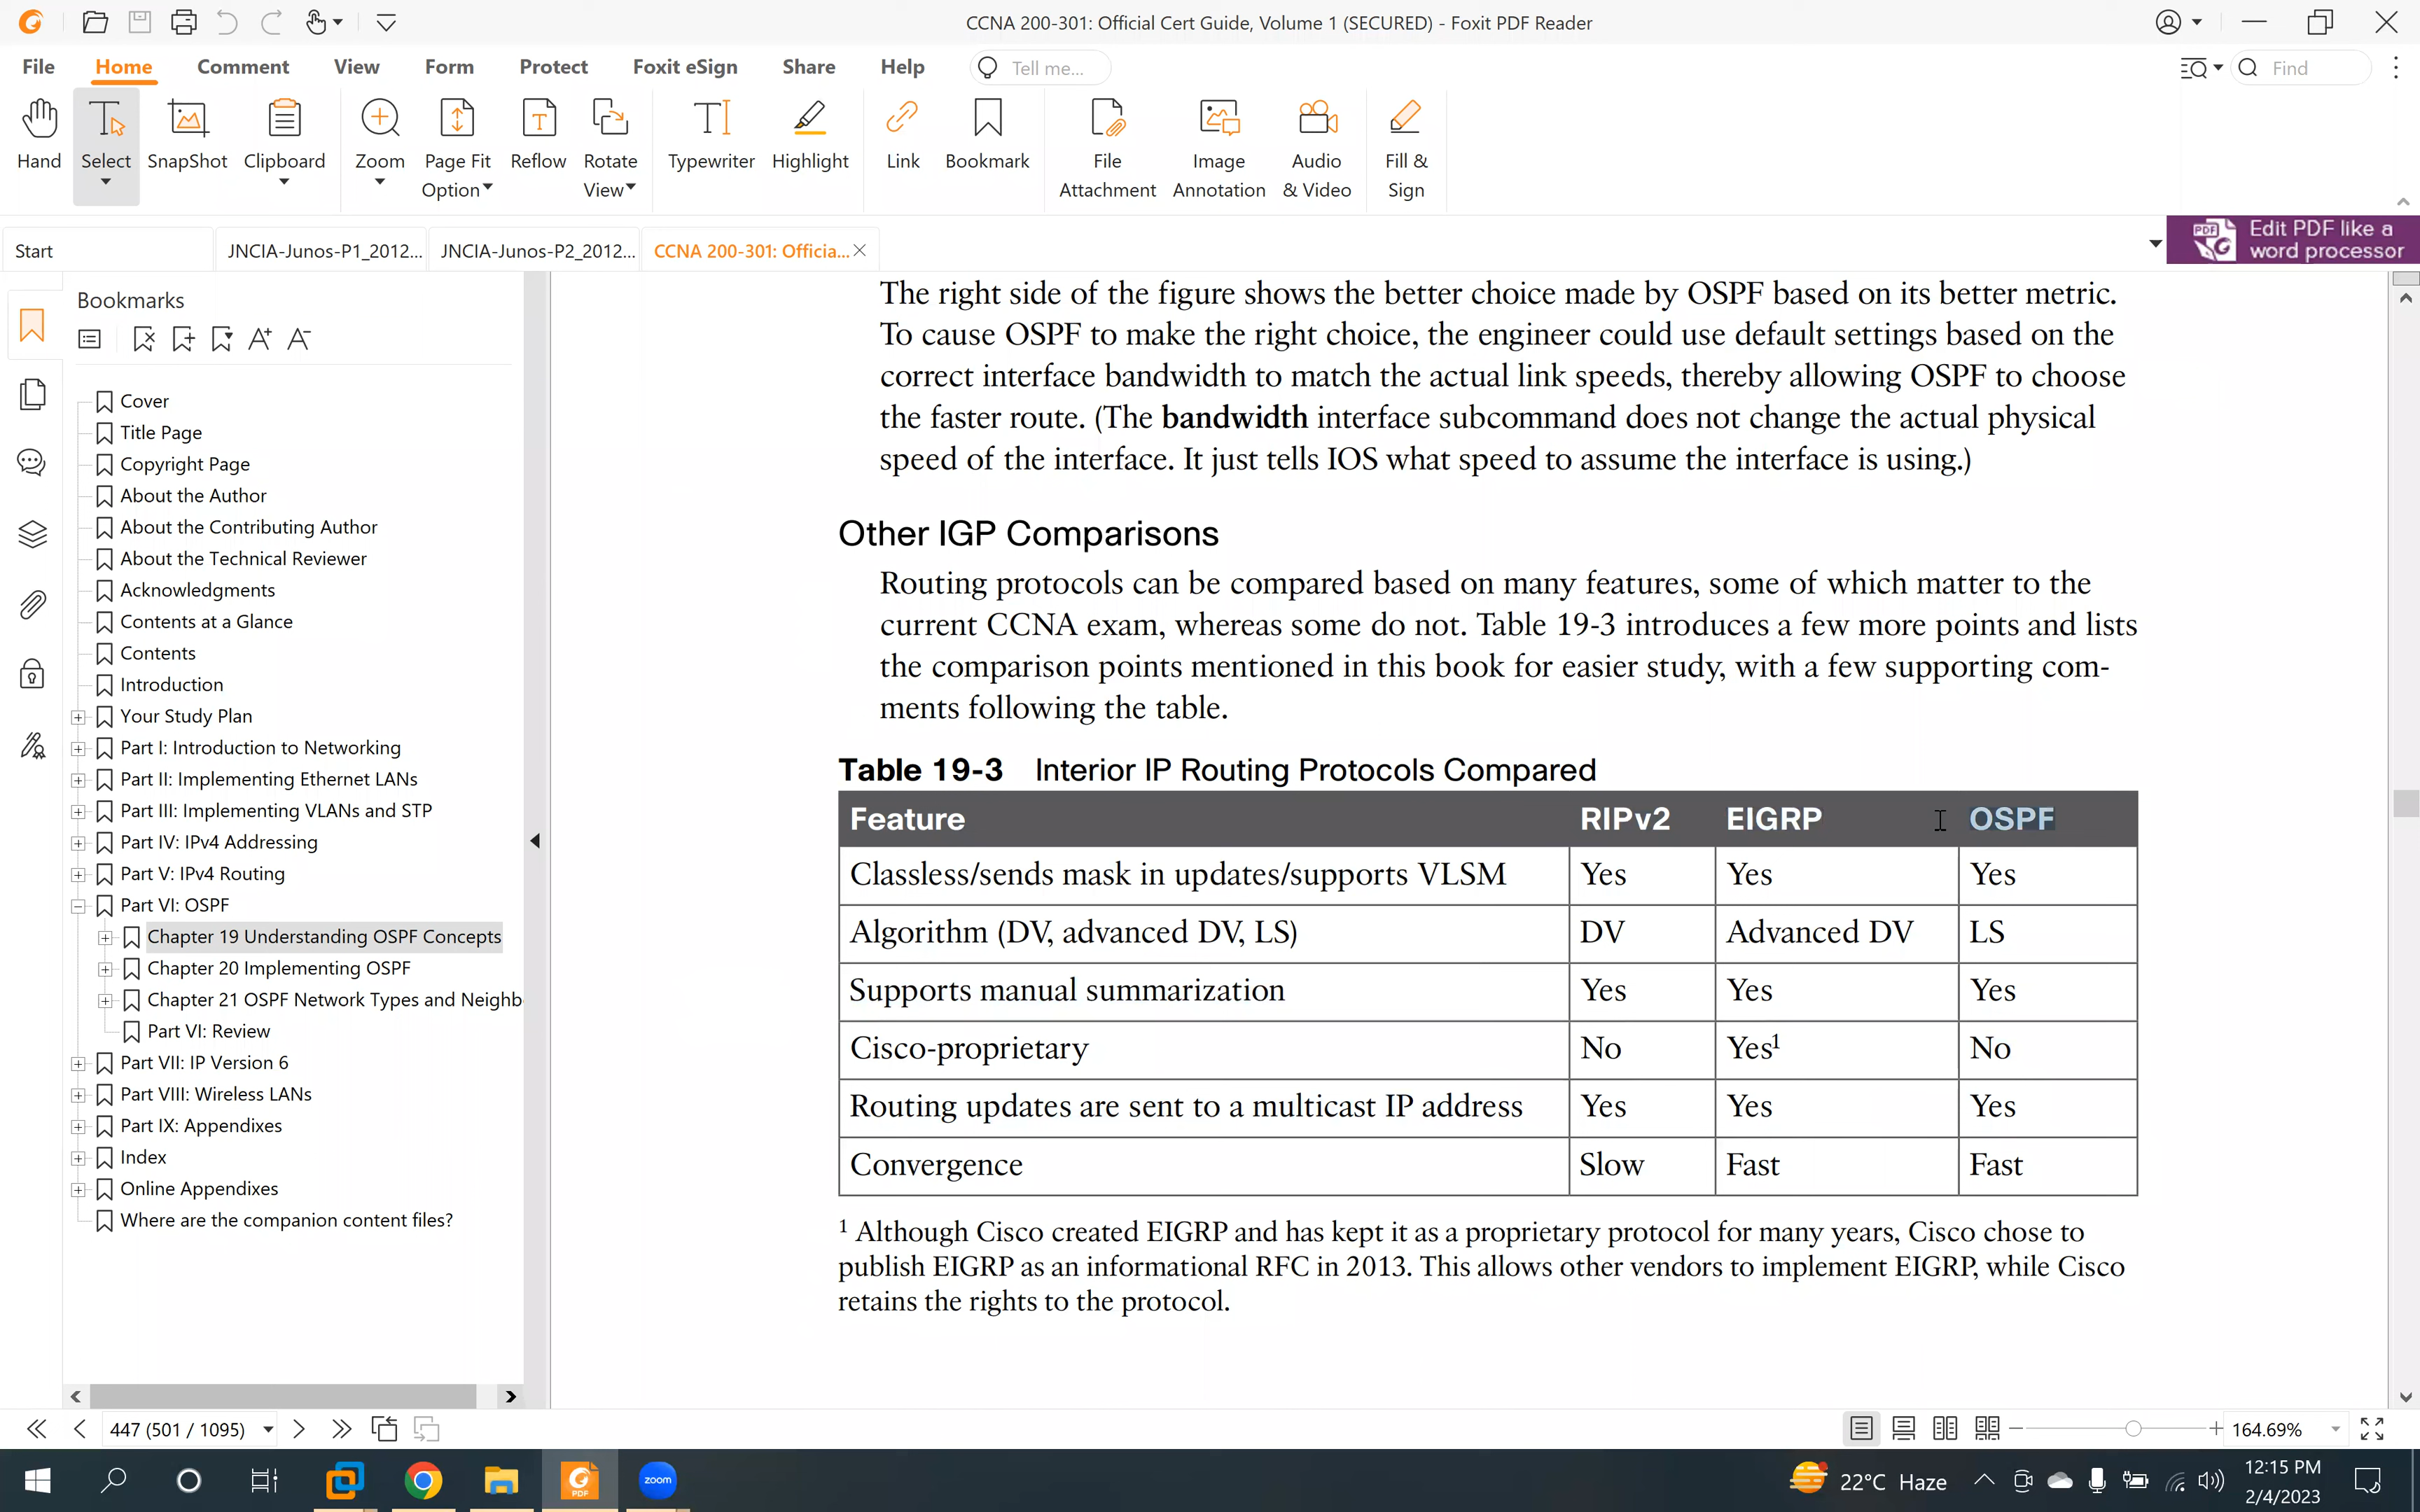 CCNA 200-301: Official Cert Guide, Volume 1 (SECURED) - Foxit PDF Reader
File Home Comment View Form Protect Foxit eSign Share Help Tell me... Find
Hand Select SnapShot Clipboard Zoom Page Fit Option Reflow Rotate View Typewriter Highlight Link Bookmark File Attachment Image Annotation Audio & Video Fill & Sign
Start JNCIA-Junos-P1_2012... JNCIA-Junos-P2_2012... CCNA 200-301: Officia...
Edit PDF like a
word processor
Bookmarks
Cover
Title Page
Copyright Page
About the Author
About the Contributing Author
About the Technical Reviewer
Acknowledgments
Contents at a Glance
Contents
Introduction
Your Study Plan
Part I: Introduction to Networking
Part II: Implementing Ethernet LANs
Part III: Implementing VLANs and STP
Part IV: IPv4 Addressing
Part V: IPv4 Routing
Part VI: OSPF
Chapter 19 Understanding OSPF Concepts
Chapter 20 Implementing OSPF
Chapter 21 OSPF Network Types and Neighb
Part VI: Review
Part VII: IP Version 6
Part VIII: Wireless LANs
Part IX: Appendixes
Index
Online Appendixes
Where are the companion content files?
The right side of the figure shows the better choice made by OSPF based on its better metric.
To cause OSPF to make the right choice, the engineer could use default settings based on the
correct interface bandwidth to match the actual link speeds, thereby allowing OSPF to choose
the faster route. (The bandwidth interface subcommand does not change the actual physical
speed of the interface. It just tells IOS what speed to assume the interface is using.)
Other IGP Comparisons
Routing protocols can be compared based on many features, some of which matter to the
current CCNA exam, whereas some do not. Table 19-3 introduces a few more points and lists
the comparison points mentioned in this book for easier study, with a few supporting com-
ments following the table.
Table 19-3 Interior IP Routing Protocols Compared
Feature RIPv2 EIGRP OSPF
Classless/sends mask in updates/supports VLSM Yes Yes Yes
Algorithm (DV, advanced DV, LS) DV Advanced DV LS
Supports manual summarization Yes Yes Yes
Cisco-proprietary No Yes¹ No
Routing updates are sent to a multicast IP address Yes Yes Yes
Convergence Slow Fast Fast
¹ Although Cisco created EIGRP and has kept it as a proprietary protocol for many years, Cisco chose to
publish EIGRP as an informational RFC in 2013. This allows other vendors to implement EIGRP, while Cisco
retains the rights to the protocol.
447 (501 / 1095) 164.69%
zoom
22°C Haze
12:15 PM
2/4/2023